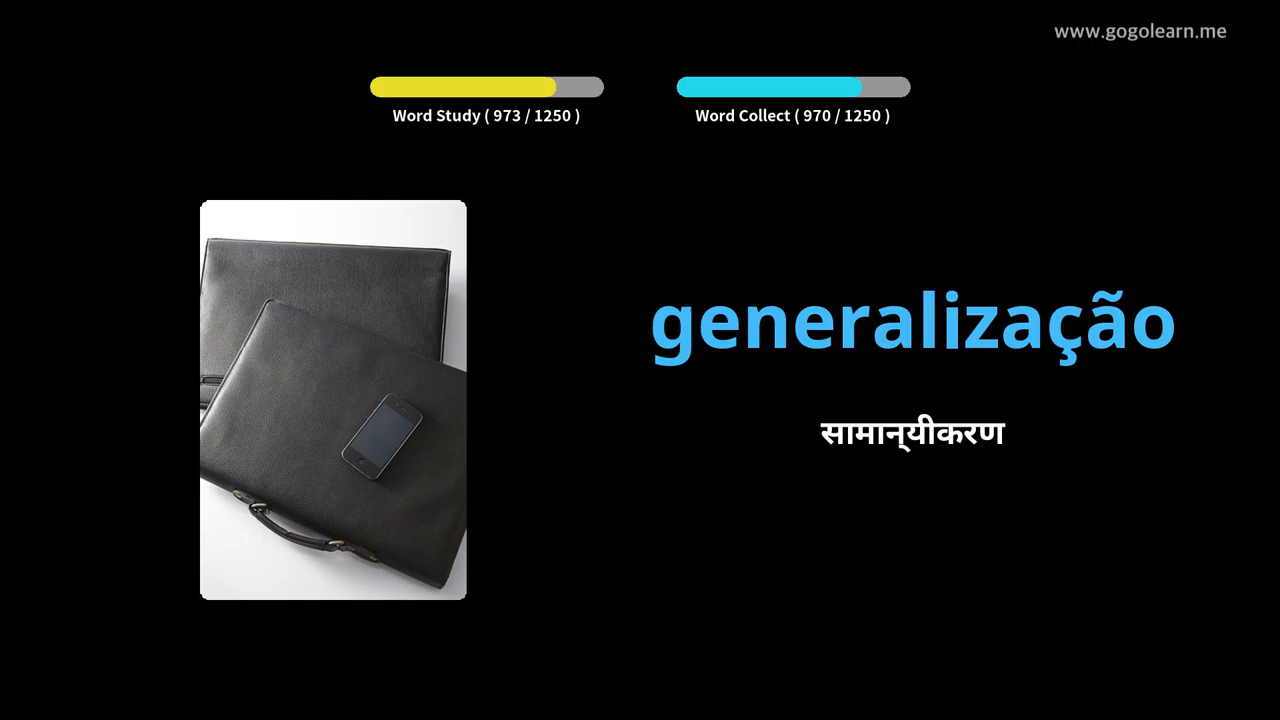 www.gogolearn.me
Word Study ( 973 / 1250 )
Word Collect ( 970 / 1250 )
generalização
सामान्‍यीकरण